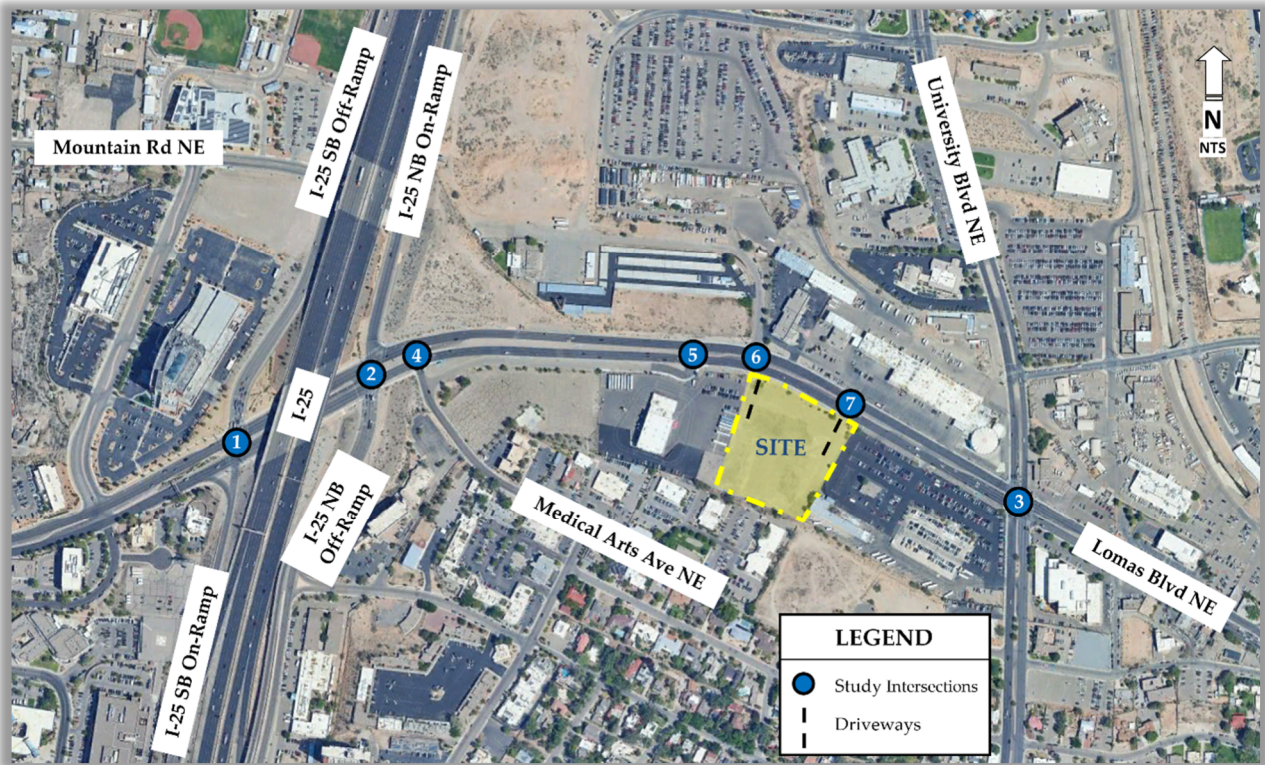 Mountain Rd NE
I-25 SB Off-Ramp
I-25 NB On-Ramp
University Blvd NE
N
NTS
1
2
4
5
6
7
3
I-25
SITE
I-25 NB
Off-Ramp
Medical Arts Ave NE
Lomas Blvd NE
I-25 SB On-Ramp
LEGEND
Study Intersections
Driveways